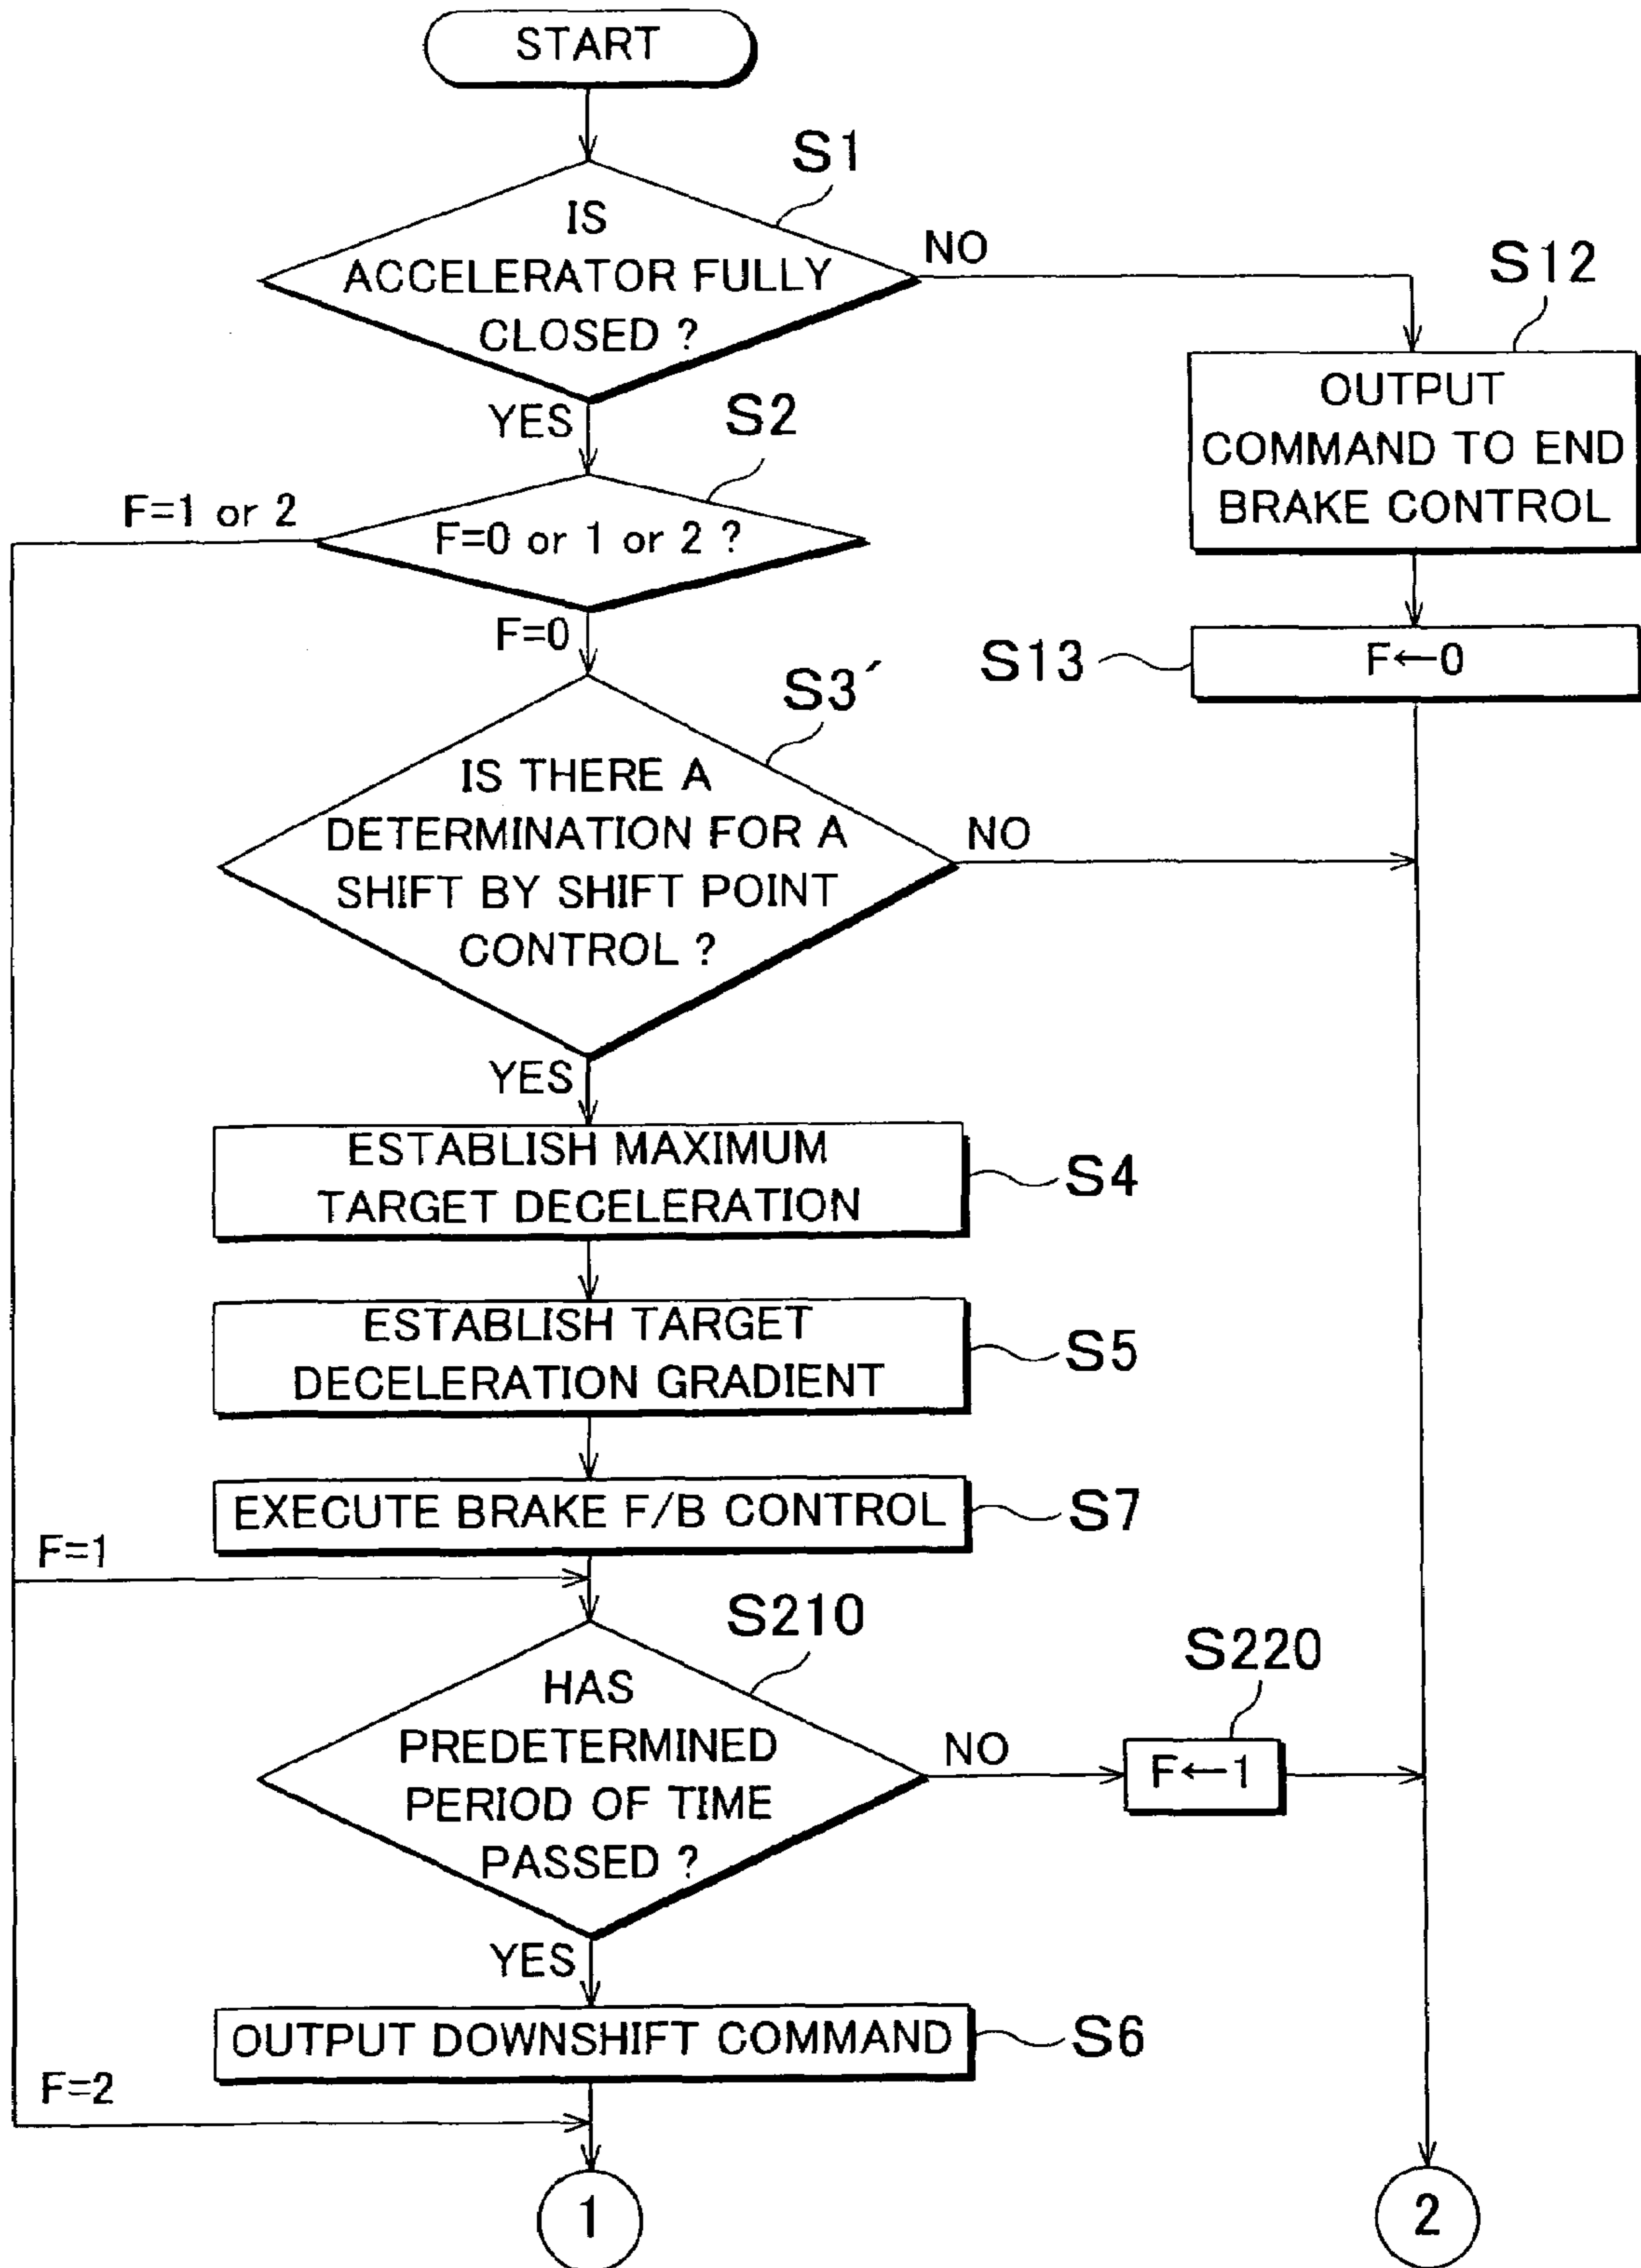 START
S1
IS
ACCELERATOR FULLY
CLOSED ?
NO
YES
S12
OUTPUT
COMMAND TO END
BRAKE CONTROL
S2
F=1 or 2
F=0 or 1 or 2 ?
F=0
S13
F←0
S3´
IS THERE A
DETERMINATION FOR A
SHIFT BY SHIFT POINT
CONTROL ?
NO
YES
ESTABLISH MAXIMUM
TARGET DECELERATION
S4
ESTABLISH TARGET
DECELERATION GRADIENT
S5
EXECUTE BRAKE F/B CONTROL
S7
F=1
S210
HAS
PREDETERMINED
PERIOD OF TIME
PASSED ?
NO
S220
F←1
YES
OUTPUT DOWNSHIFT COMMAND
S6
F=2
1
2